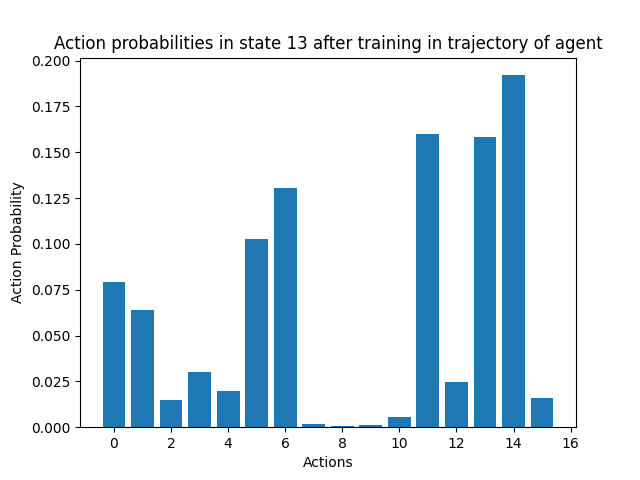 Action probabilities in state 13 after training in trajectory of agent
0.200
0.175
0.150
0.125
0.100
0.075
0.050
0.025
0.000
Action Probability
0 2 4 6 8 10 12 14 16
Actions